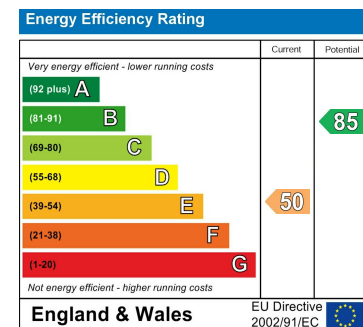 Energy Efficiency Rating
Current Potential
Very energy efficient - lower running costs
(92 plus) A
(81-91) B
85
(69-80) C
(55-68) D
(39-54) E
50
(21-38) F
(1-20) G
Not energy efficient - higher running costs
England & Wales
EU Directive
2002/91/EC